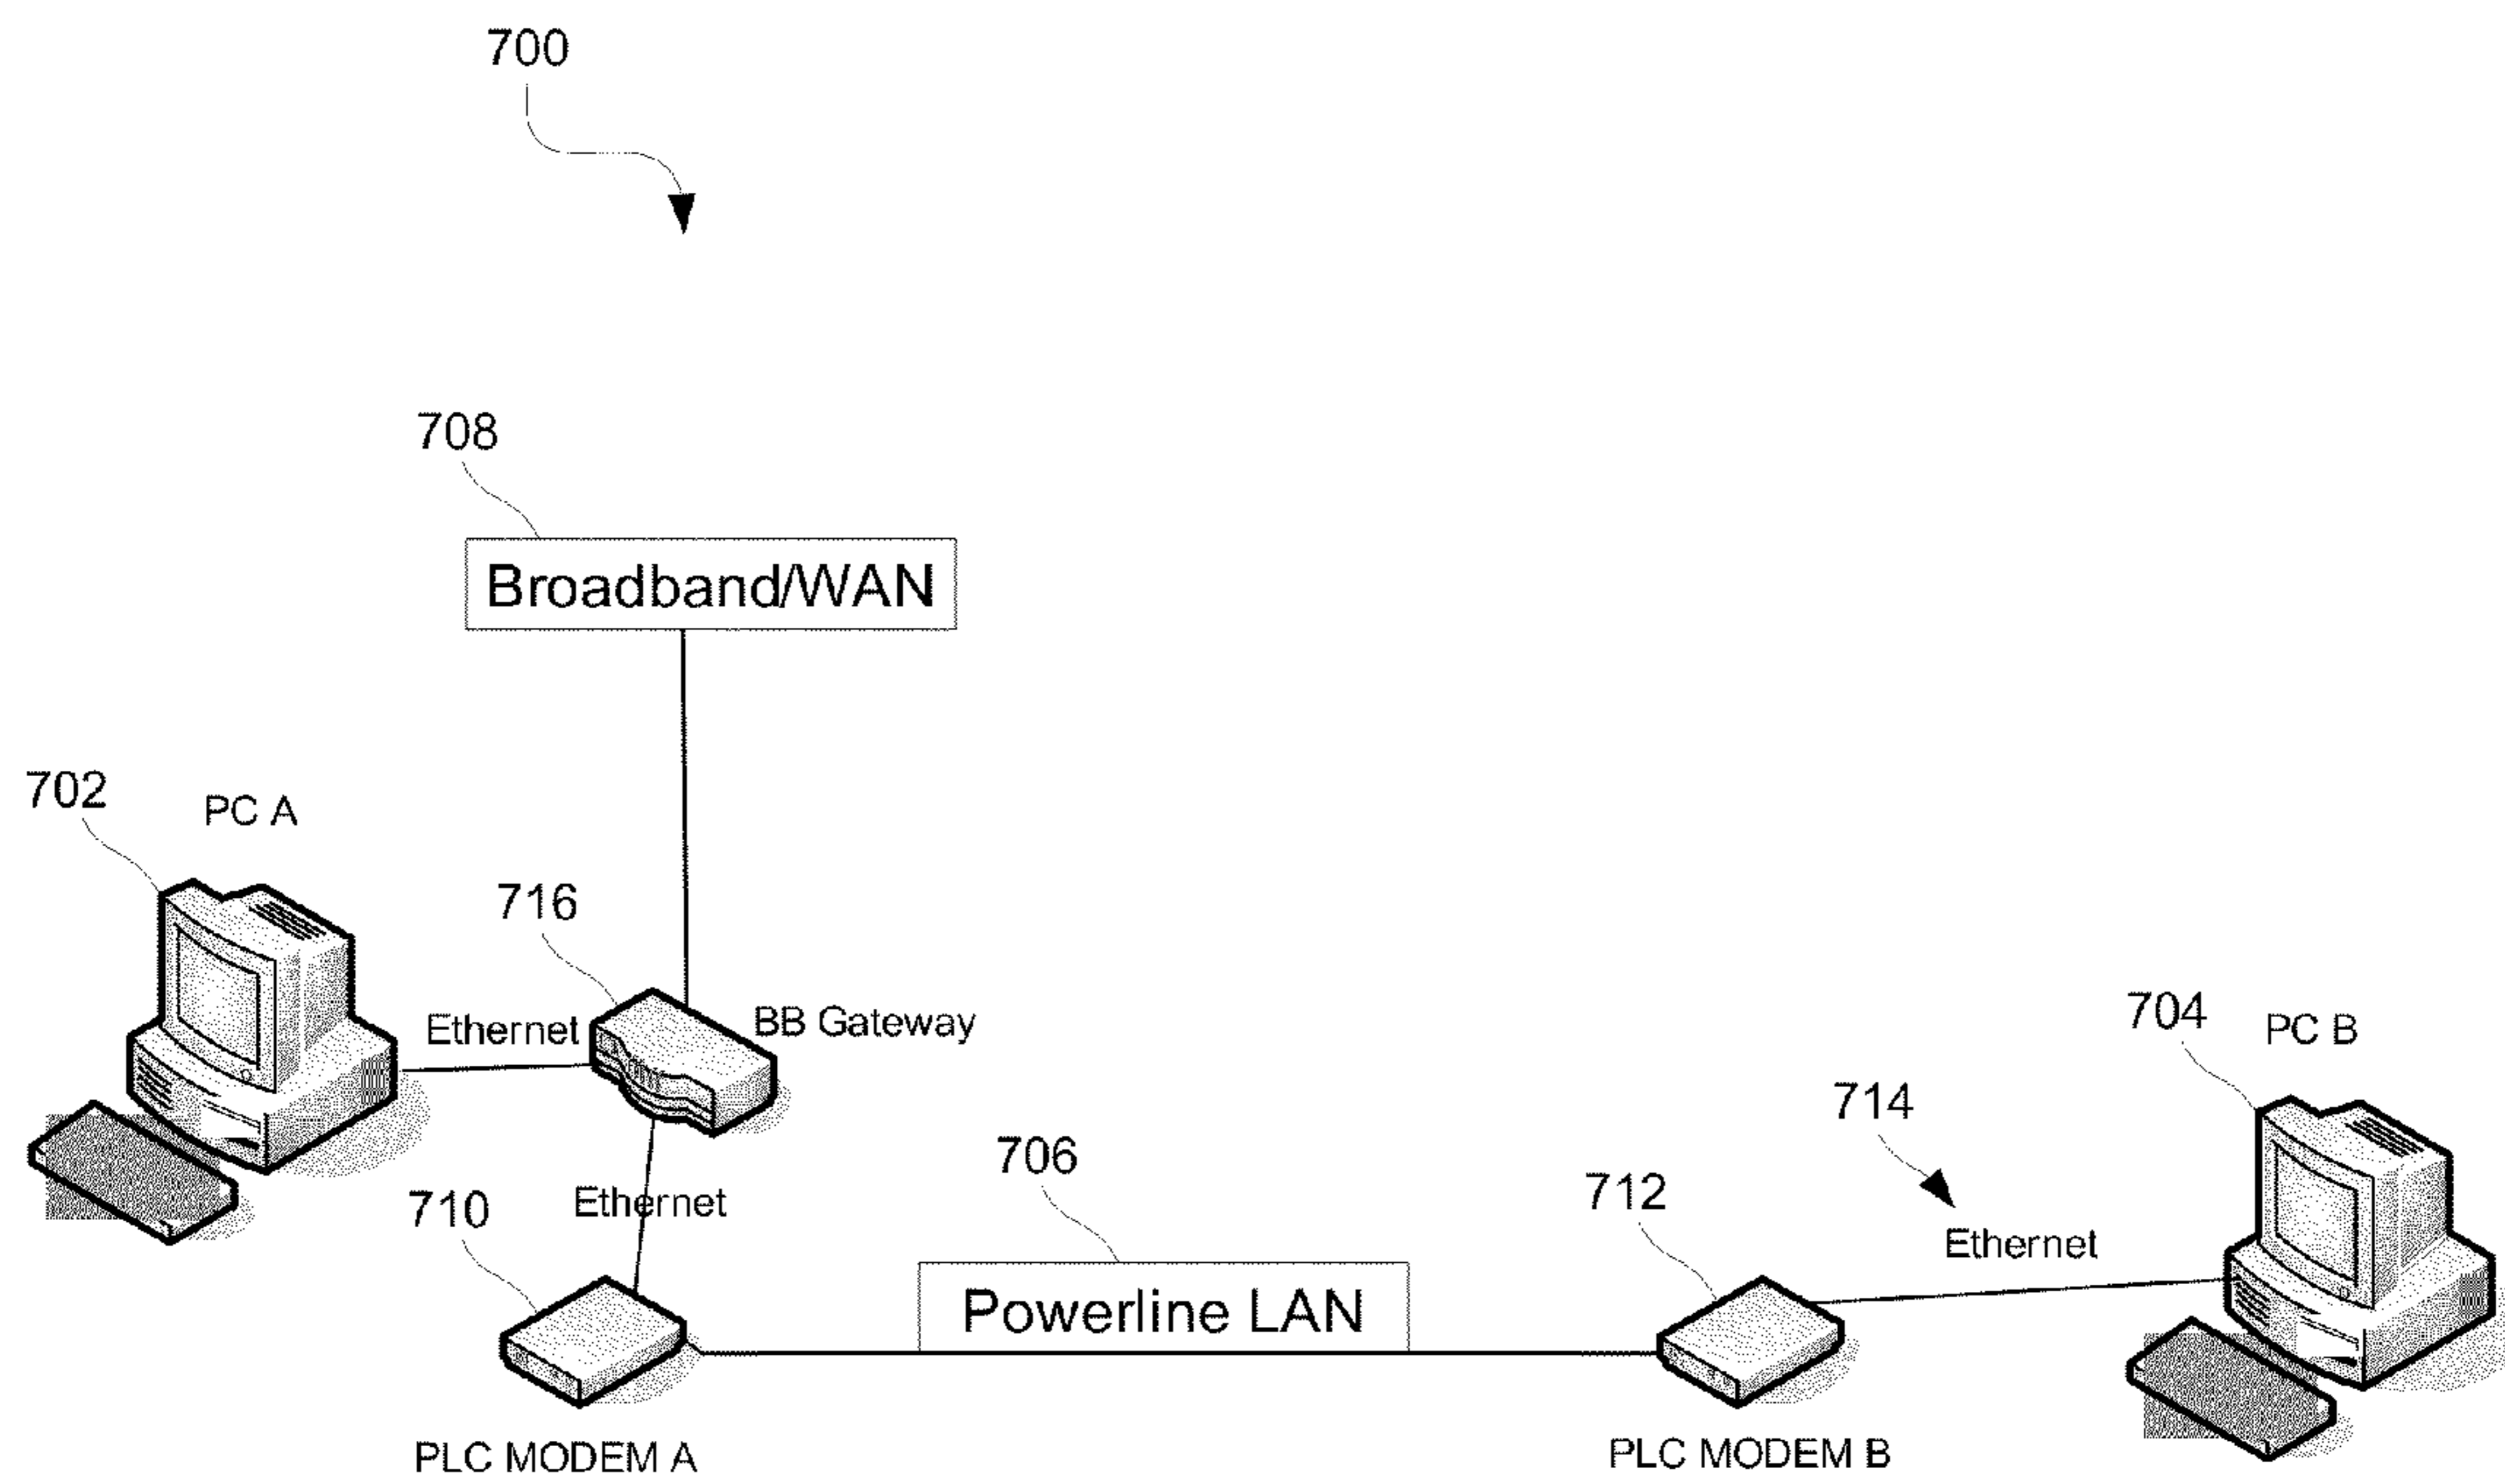 700
708
Broadband/WAN
702
PC A
716
Ethernet
BB Gateway
704
PC B
714
706
712
710
Ethernet
Ethernet
Powerline LAN
PLC MODEM A
PLC MODEM B